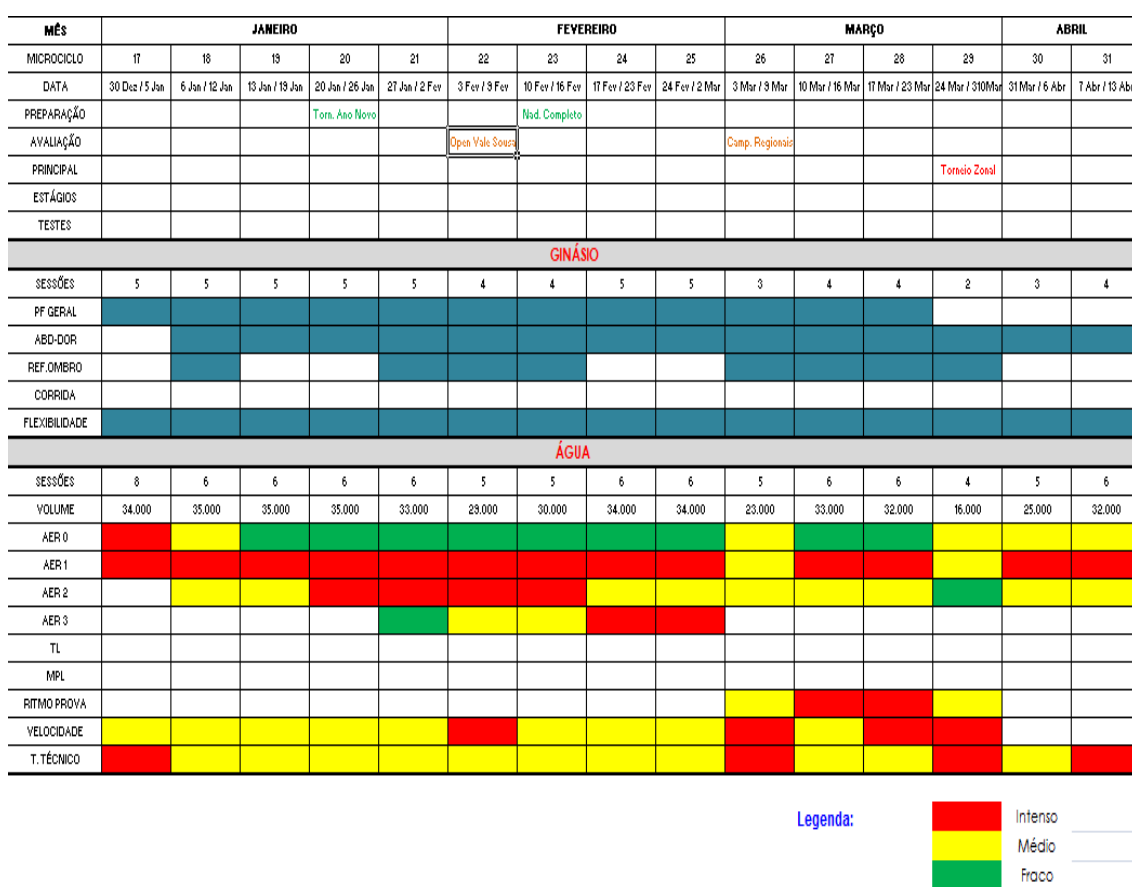 MÊS JANEIRO FEVEREIRO MARÇO ABRIL
MICROCICLO 17 18 19 20 21 22 23 24 25 26 27 28 29 30 31
DATA 30 Dez / 5 Jan 6 Jan / 12 Jan 13 Jan / 19 Jan 20 Jan / 26 Jan 27 Jan / 2 Fev 3 Fev / 9 Fev 10 Fev / 16 Fev 17 Fev / 23 Fev 24 Fev / 2 Mar 3 Mar / 9 Mar 10 Mar / 16 Mar 17 Mar / 23 Mar 24 Mar / 310Mar 31 Mar / 6 Abr 7 Abr / 13 Abr
PREPARAÇÃO Torn. Ano Novo Nad. Completo
AVALIAÇÃO Open Vale Sousa Camp. Regionais
PRINCIPAL Torneio Zonal
ESTÁGIOS
TESTES
GINÁSIO
SESSÕES 5 5 5 5 5 4 4 5 5 3 4 4 2 3 4
PF GERAL
ABD-DOR
REF.OMBRO
CORRIDA
FLEXIBILIDADE
ÁGUA
SESSÕES 8 6 6 6 6 5 5 6 6 5 6 6 4 5 6
VOLUME 34.000 35.000 35.000 35.000 33.000 29.000 30.000 34.000 34.000 23.000 33.000 32.000 16.000 25.000 32.000
AER 0
AER 1
AER 2
AER 3
TL
MPL
RITMO PROVA
VELOCIDADE
T. TÉCNICO
Legenda: Intenso
Médio
Fraco